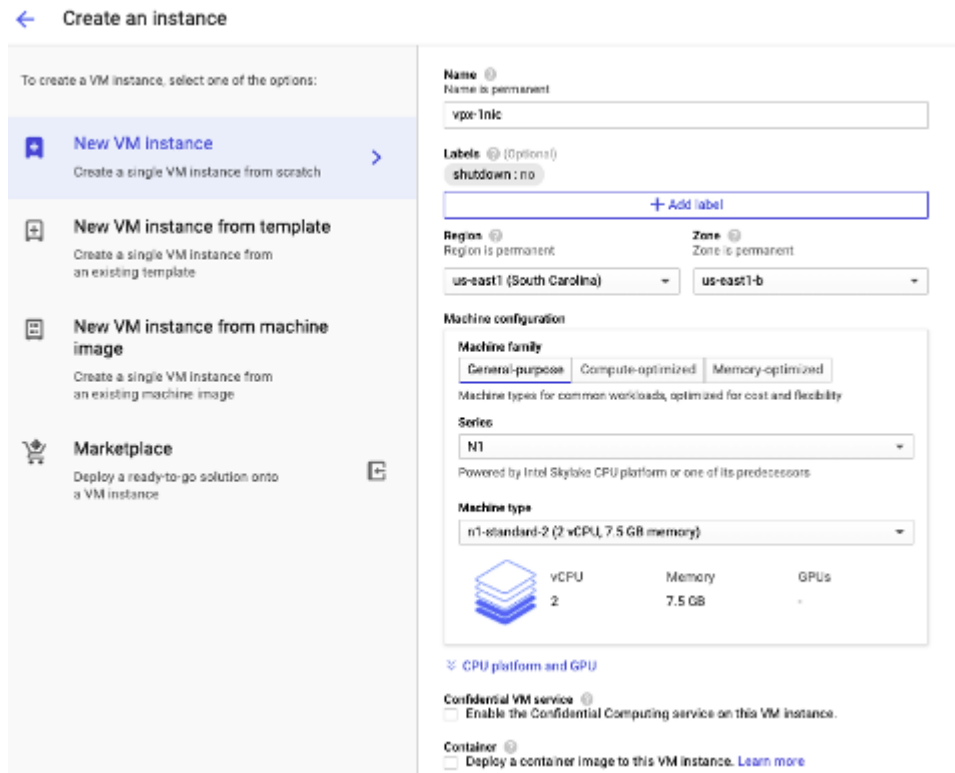 Create an instance
To create a VM instance, select one of the options:
New VM Instance
Create a single VM instance from scratch
New VM instance from template
Create a single VM instance from
an existing template
New VM instance from machine
image
Create a single VM instance from
an existing machine image
Marketplace
Deploy a ready-to-go solution onto
a VM instance
Name
Name is permanent
vpx-1nic
Labels (Optional)
shutdown : no
+ Add label
Region
Region is permanent
us-east1 (South Carolina)
Zone
Zone is permanent
us-east1-b
Machine configuration
Machine family
General-purpose Compute-optimized Memory-optimized
Machine types for common workloads, optimized for cost and flexibility
Series
N1
Powered by Intel Skylake CPU platform or one of its predecessors
Machine type
n1-standard-2 (2 vCPU, 7.5 GB memory)
vCPU Memory GPUs
2 7.5 GB -
CPU platform and GPU
Confidential VM service
Enable the Confidential Computing service on this VM instance.
Container
Deploy a container image to this VM instance. Learn more